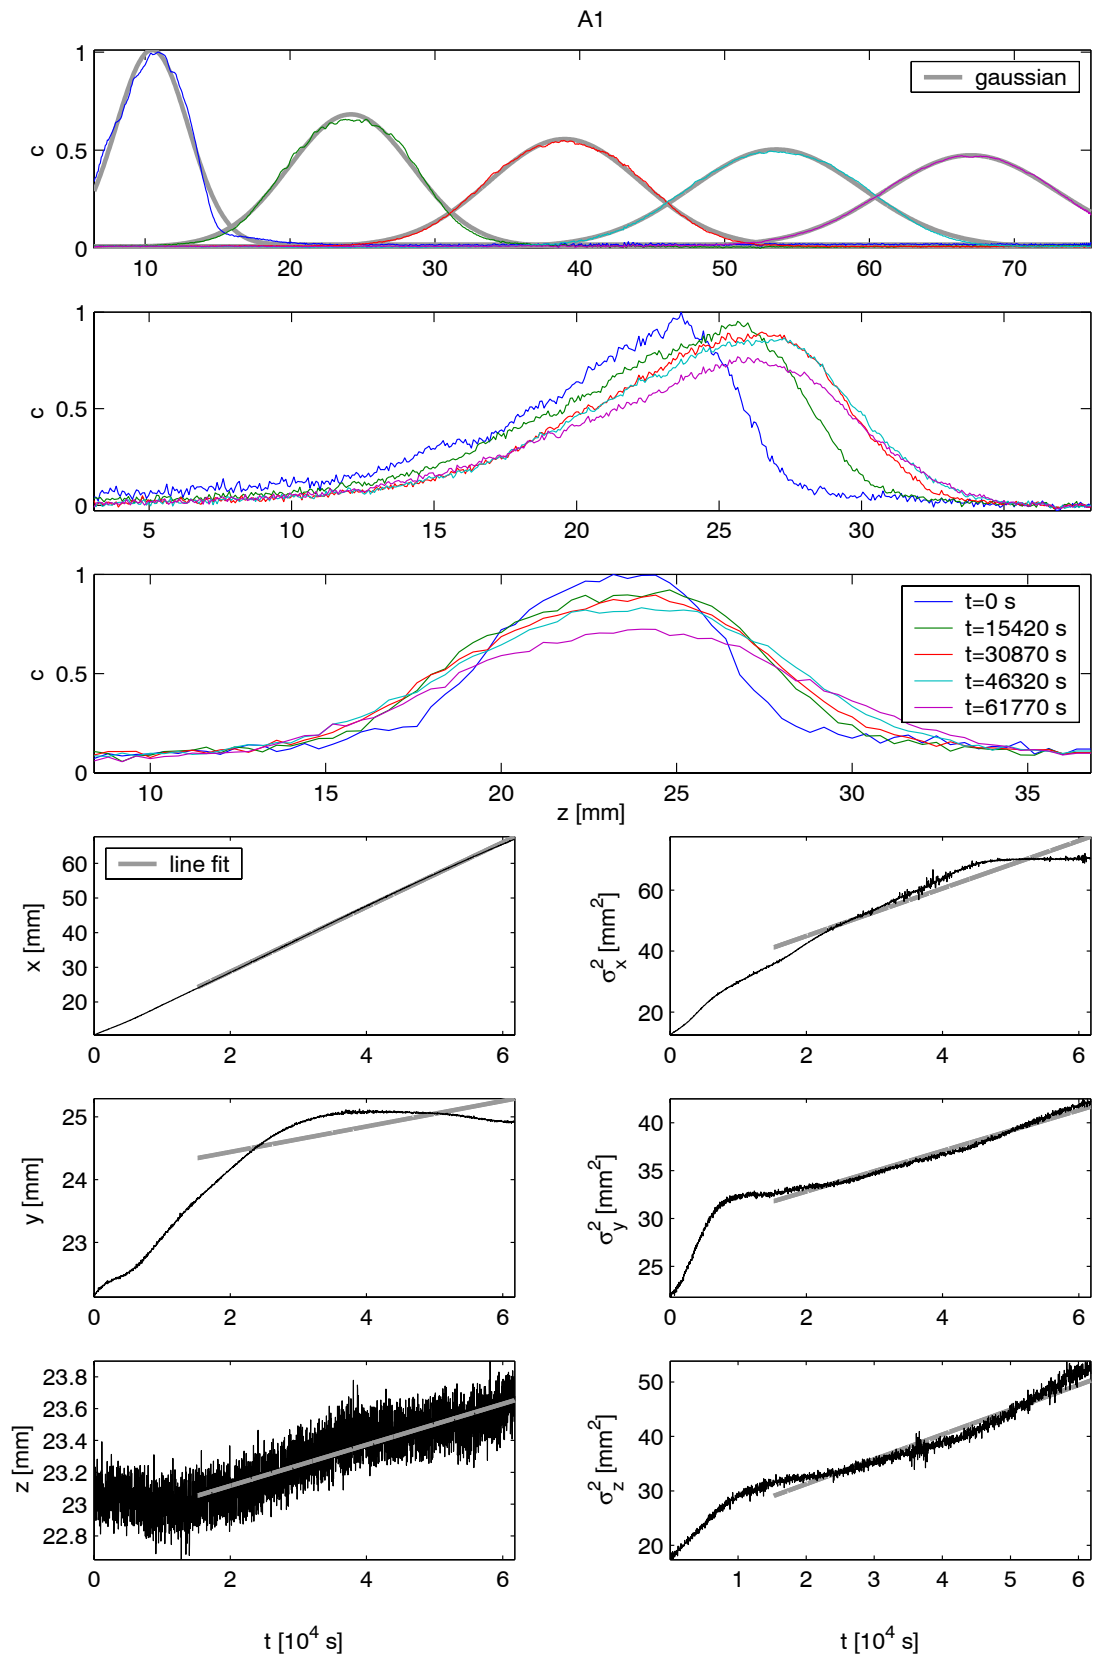 A1
c
1
0.5
0
gaussian
10 20 30 40 50 60 70
c
1
0.5
0
5 10 15 20 25 30 35
c
1
0.5
0
t=0 s
t=15420 s
t=30870 s
t=46320 s
t=61770 s
10 15 20 25 30 35
z [mm]
x [mm]
60
50
40
30
20
line fit
0 2 4 6
σx2 [mm2]
60
40
20
0 2 4 6
y [mm]
25
24
23
0 2 4 6
σy2 [mm2]
40
35
30
25
0 2 4 6
z [mm]
23.8
23.6
23.4
23.2
23
22.8
0 2 4 6
t [104 s]
σz2 [mm2]
50
40
30
20
1 2 3 4 5 6
t [104 s]